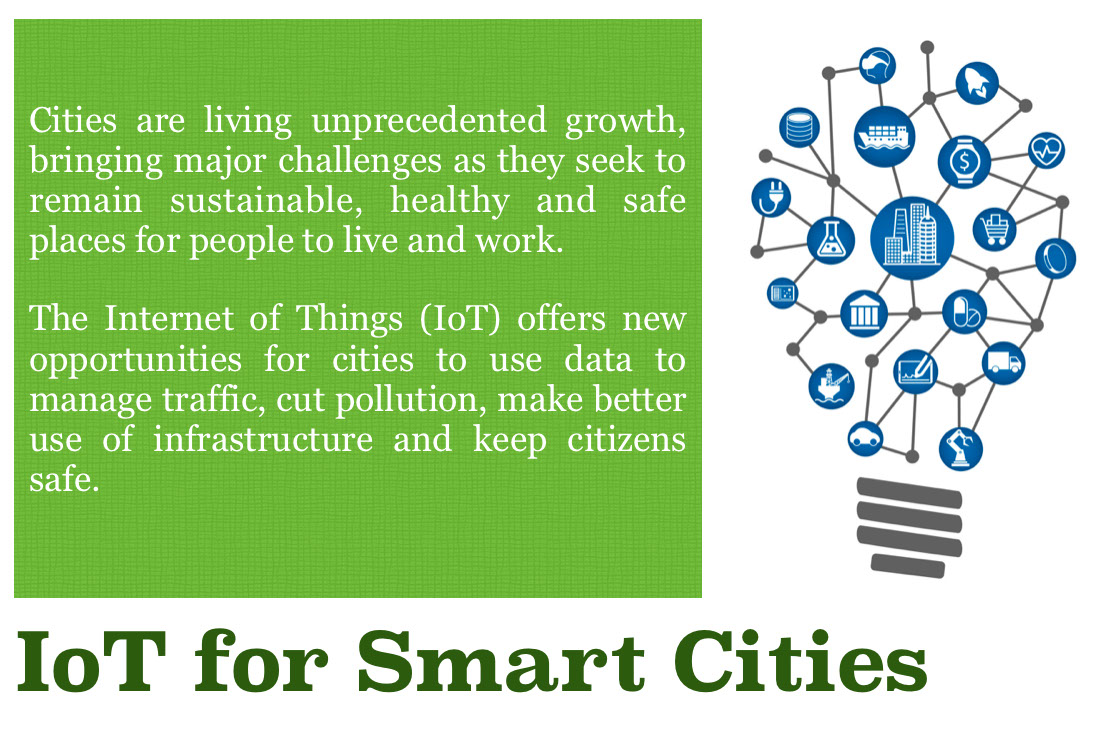 Cities are living unprecedented growth,
bringing major challenges as they seek to
remain sustainable, healthy and safe
places for people to live and work.
The Internet of Things (IoT) offers new
opportunities for cities to use data to
manage traffic, cut pollution, make better
use of infrastructure and keep citizens
safe.
$
IoT for Smart Cities